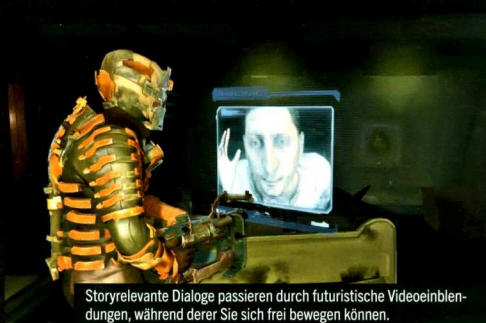 Storyrelevante Dialoge passieren durch futuristische Videoeinblen-
dungen, während derer Sie sich frei bewegen können.